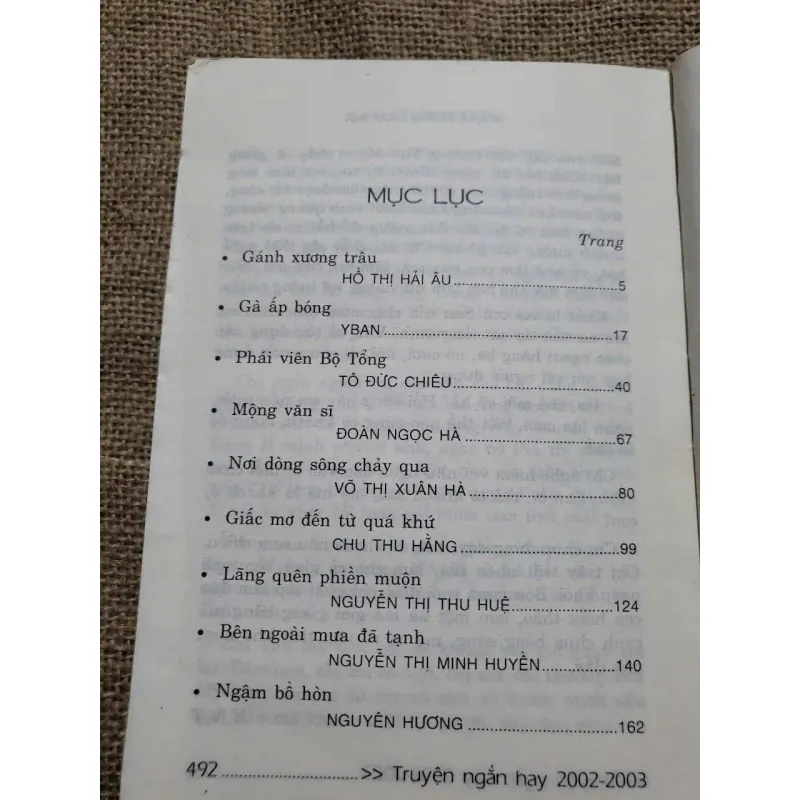 MỤC LỤC
Trang
• Gánh xương trâu
HỒ THỊ HẢI ÂU.............................................5
• Gà ấp bóng
YBAN..............................................................17
• Phái viên Bộ Tổng
TÔ ĐỨC CHIÊU.............................................40
• Mộng văn sĩ
ĐOÀN NGỌC HÀ..........................................67
• Nơi dòng sông chảy qua
VÕ THỊ XUÂN HÀ.........................................80
• Giấc mơ đến từ quá khứ
CHU THU HẰNG...........................................99
• Lãng quên phiền muộn
NGUYỄN THỊ THU HUỆ..............................124
• Bên ngoài mưa đã tạnh
NGUYỄN THỊ MINH HUYỀN.....................140
• Ngậm bồ hòn
NGUYÊN HƯƠNG.......................................162
492..........................>> Truyện ngắn hay 2002-2003